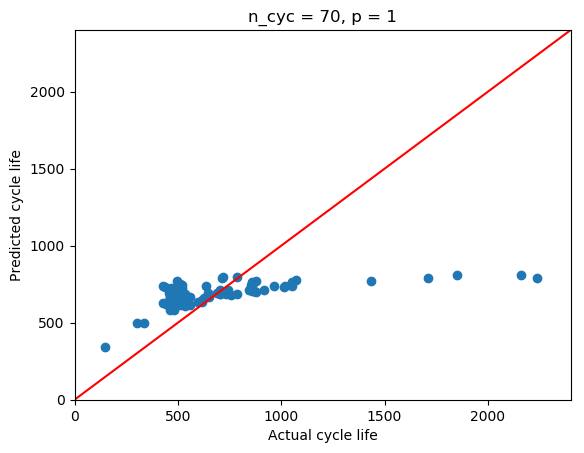 n_cyc = 70, p = 1
Predicted cycle life
2000
1500
1000
500
0
0 500 1000 1500 2000
Actual cycle life